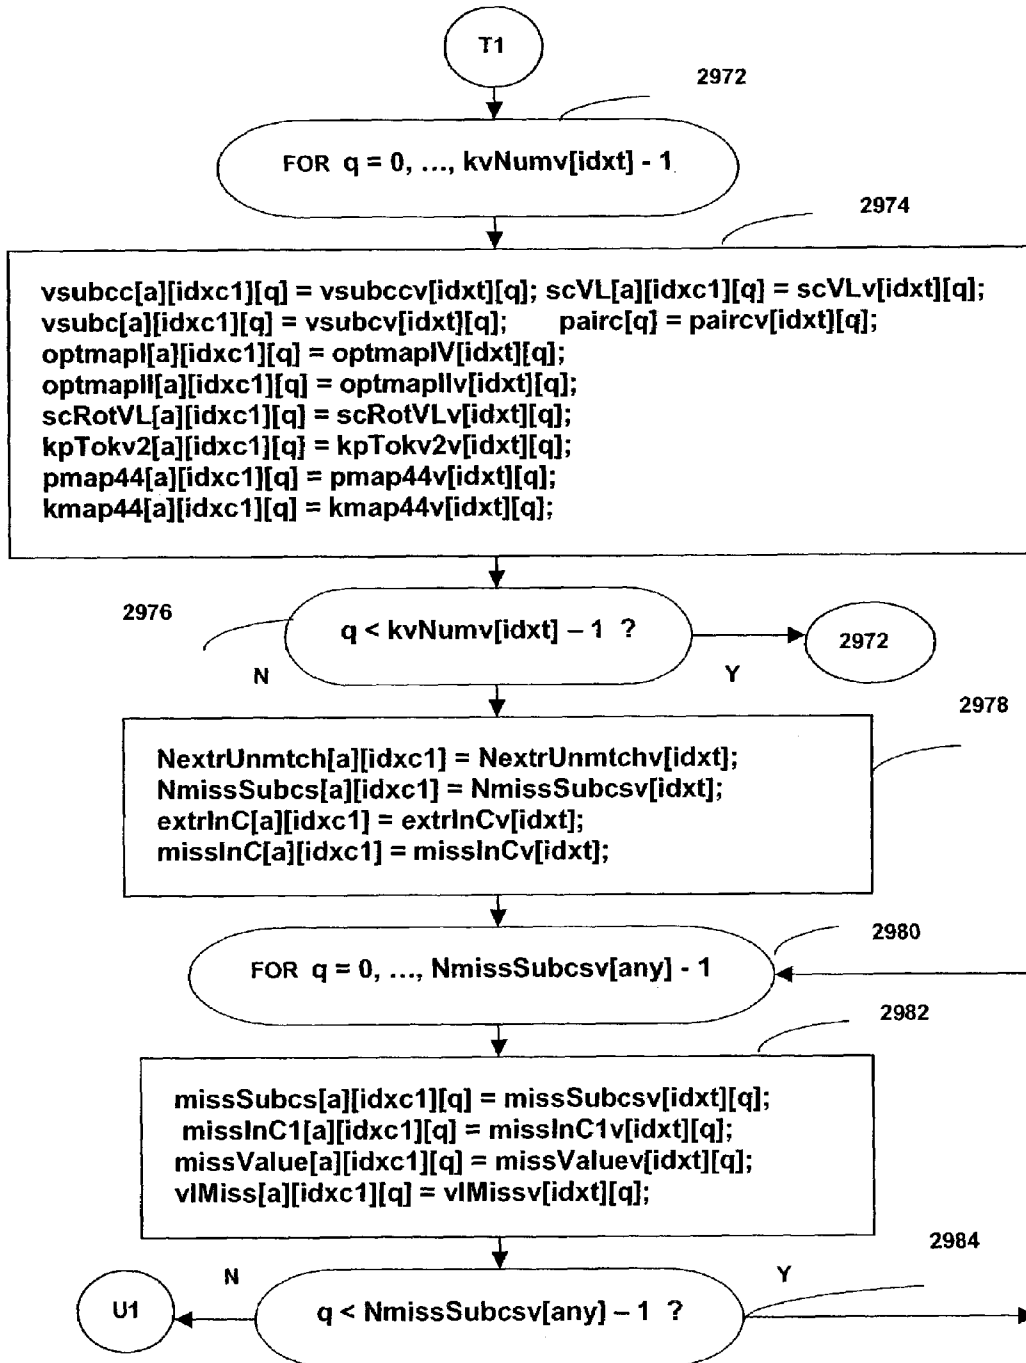 T1
2972
FOR q = 0, ..., kvNumv[idxt] - 1
2974
vsubcc[a][idxc1][q] = vsubccv[idxt][q]; scVL[a][idxc1][q] = scVLv[idxt][q];
vsubc[a][idxc1][q] = vsubcv[idxt][q]; pairc[q] = paircv[idxt][q];
optmapI[a][idxc1][q] = optmapIV[idxt][q];
optmapII[a][idxc1][q] = optmapIIv[idxt][q];
scRotVL[a][idxc1][q] = scRotVLv[idxt][q];
kpTokv2[a][idxc1][q] = kpTokv2v[idxt][q];
pmap44[a][idxc1][q] = pmap44v[idxt][q];
kmap44[a][idxc1][q] = kmap44v[idxt][q];
2976
q < kvNumv[idxt] – 1 ?
2972
N
Y
2978
NextrUnmtch[a][idxc1] = NextrUnmtchv[idxt];
NmissSubcs[a][idxc1] = NmissSubcsv[idxt];
extrInC[a][idxc1] = extrInCv[idxt];
missInC[a][idxc1] = missInCv[idxt];
2980
FOR q = 0, ..., NmissSubcsv[any] - 1
2982
missSubcs[a][idxc1][q] = missSubcsv[idxt][q];
missInC1[a][idxc1][q] = missInC1v[idxt][q];
missValue[a][idxc1][q] = missValuev[idxt][q];
vlMiss[a][idxc1][q] = vlMissv[idxt][q];
2984
N
Y
U1
q < NmissSubcsv[any] – 1 ?